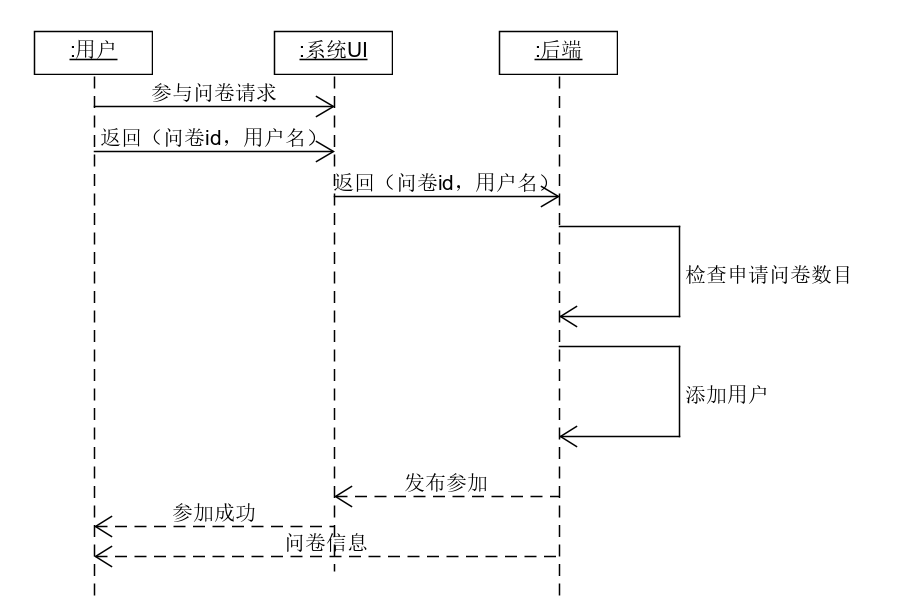 :用户
:系统UI
:后端
参与问卷请求
返回（问卷id，用户名）
返回（问卷id，用户名）
检查申请问卷数目
添加用户
发布参加
参加成功
问卷信息